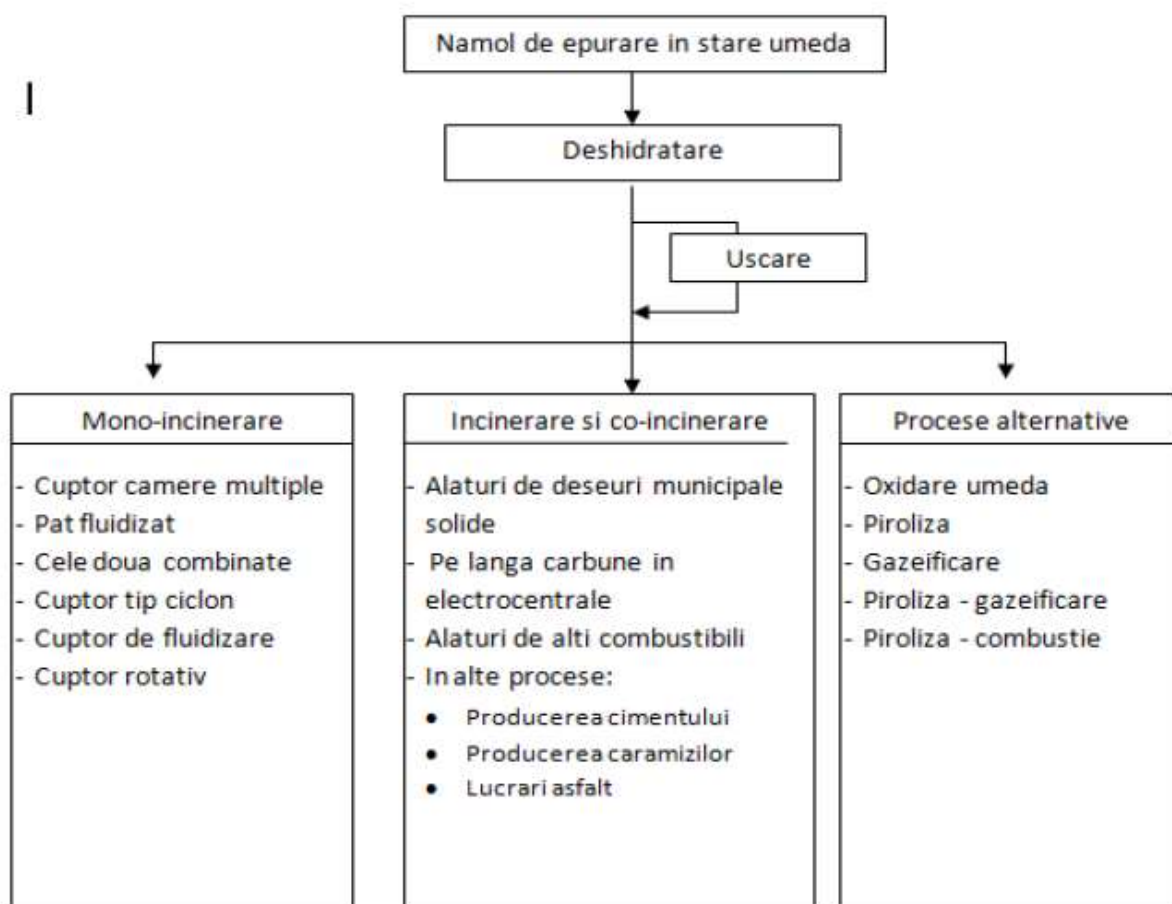 Namol de epurare in stare umeda
Deshidratare
Uscare
Mono-incinerare
- Cuptor camere multiple
- Pat fluidizat
- Cele doua combinate
- Cuptor tip ciclon
- Cuptor de fluidizare
- Cuptor rotativ
Incinerare si co-incinerare
- Alaturi de deseuri municipale
solide
- Pe langa carbune in
electrocentrale
- Alaturi de alti combustibili
- In alte procese:
• Producerea cimentului
• Producerea caramizilor
• Lucrari asfalt
Procese alternative
- Oxidare umeda
- Piroliza
- Gazeificare
- Piroliza - gazeificare
- Piroliza - combustie